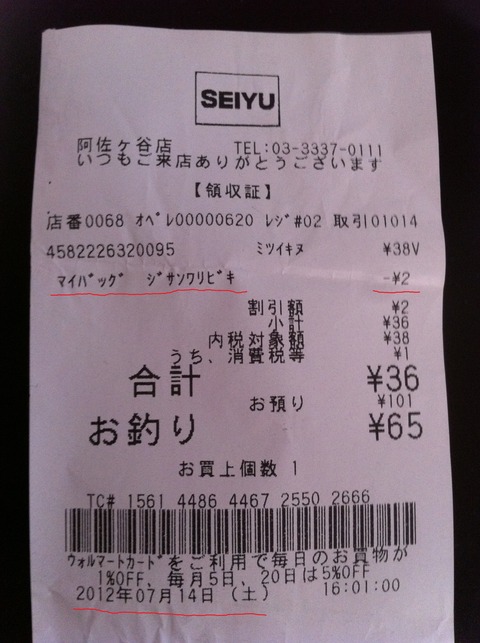 SEIYU
阿佐ヶ谷店 TEL:03-3337-0111
いつもご来店ありがとうございます
【領収証】
店番0068 ｵﾍﾟﾚ00000620 ﾚｼﾞ#02 取引01014
4582226320095 ﾐﾂｲｷﾇ ¥38V
ﾏｲﾊﾞｯｸﾞ ｼﾞｻﾝﾜﾘﾋﾞｷ -¥2
割引額 ¥2
小計 ¥36
内税対象額 ¥38
うち、消費税等 ¥1
合計 ¥36
お預り ¥101
お釣り ¥65
お買上個数 1
TC# 1561 4486 4467 2550 2666
ｳｫﾙﾏｰﾄｶｰﾄﾞをご利用で毎日のお買物が
1%OFF、毎月5日、20日は5%OFF
2012年07月14日（土） 16:01:00